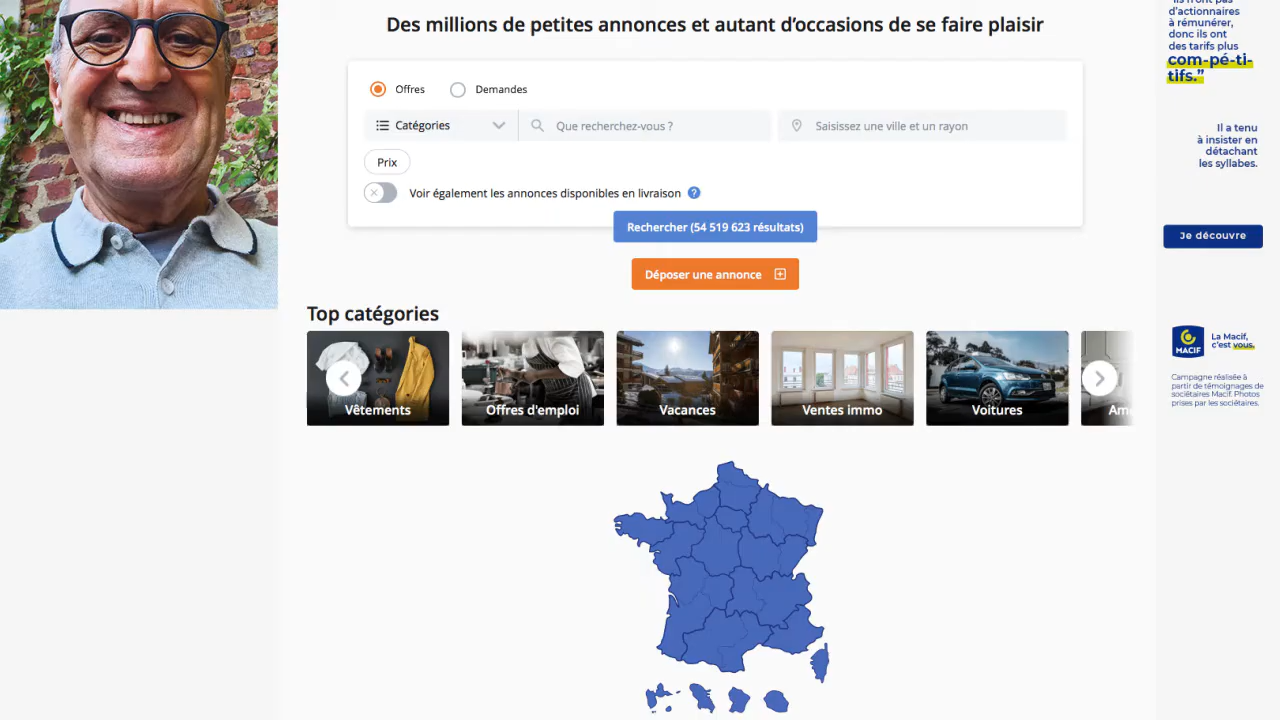 Des millions de petites annonces et autant d’occasions de se faire plaisir
Offres
Demandes
Catégories
Que recherchez-vous ?
Saisissez une ville et un rayon
Prix
Voir également les annonces disponibles en livraison
?
Rechercher (54 519 623 résultats)
Déposer une annonce
Top catégories
Vêtements
Offres d'emploi
Vacances
Ventes immo
Voitures
d’actionnaires
à rémunérer,
donc ils ont
des tarifs plus
com-pé-ti-
tifs.”
Il a tenu
à insister en
détachant
les syllabes.
Je découvre
MACIF
La Macif,
c’est vous.
Campagne réalisée à
partir de témoignages de
sociétaires Macif. Photos
prises par les sociétaires.